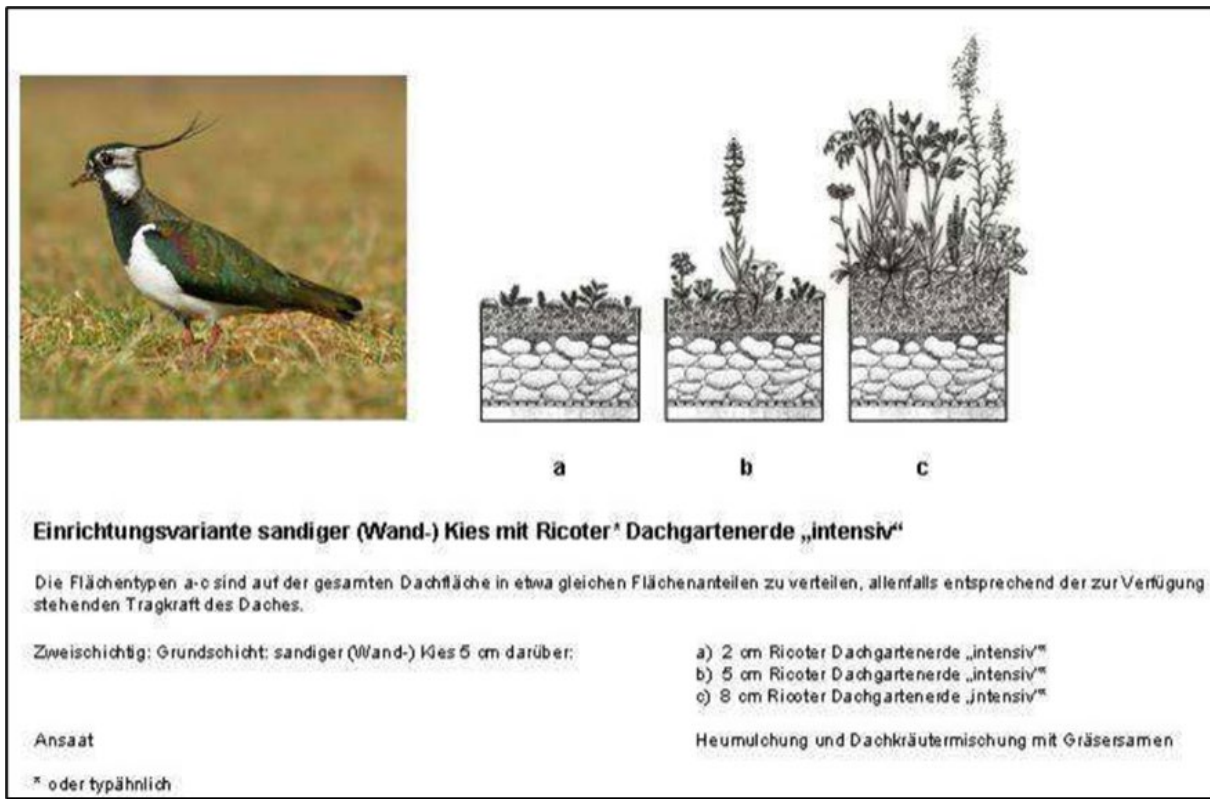 a
b
c
Einrichtungsvariante sandiger (Wand-) Kies mit Ricoter* Dachgartenerde „intensiv“
Die Flächentypen a-c sind auf der gesamten Dachfläche in etwa gleichen Flächenanteilen zu verteilen, allenfalls entsprechend der zur Verfügung
stehenden Tragkraft des Daches.
Zweischichtig: Grundschicht: sandiger (Wand-) Kies 5 cm darüber:
a) 2 cm Ricoter Dachgartenerde „intensiv“*
b) 5 cm Ricoter Dachgartenerde „intensiv“*
c) 8 cm Ricoter Dachgartenerde „intensiv“*
Ansaat
Heumulchung und Dachkräutermischung mit Gräsersamen
* oder typähnlich